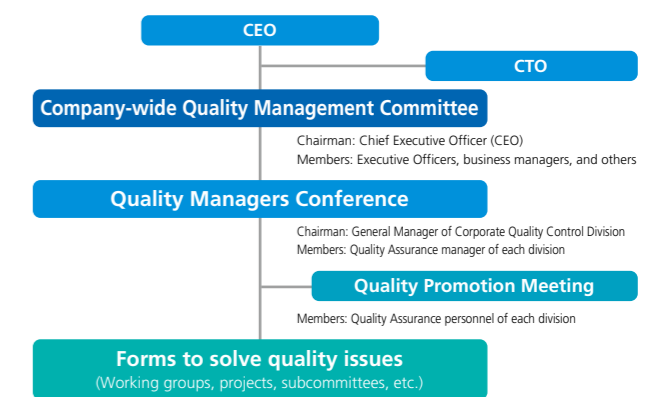 CEO
CTO
Company-wide Quality Management Committee
Chairman: Chief Executive Officer (CEO)
Members: Executive Officers, business managers, and others
Quality Managers Conference
Chairman: General Manager of Corporate Quality Control Division
Members: Quality Assurance manager of each division
Quality Promotion Meeting
Members: Quality Assurance personnel of each division
Forms to solve quality issues
(Working groups, projects, subcommittees, etc.)